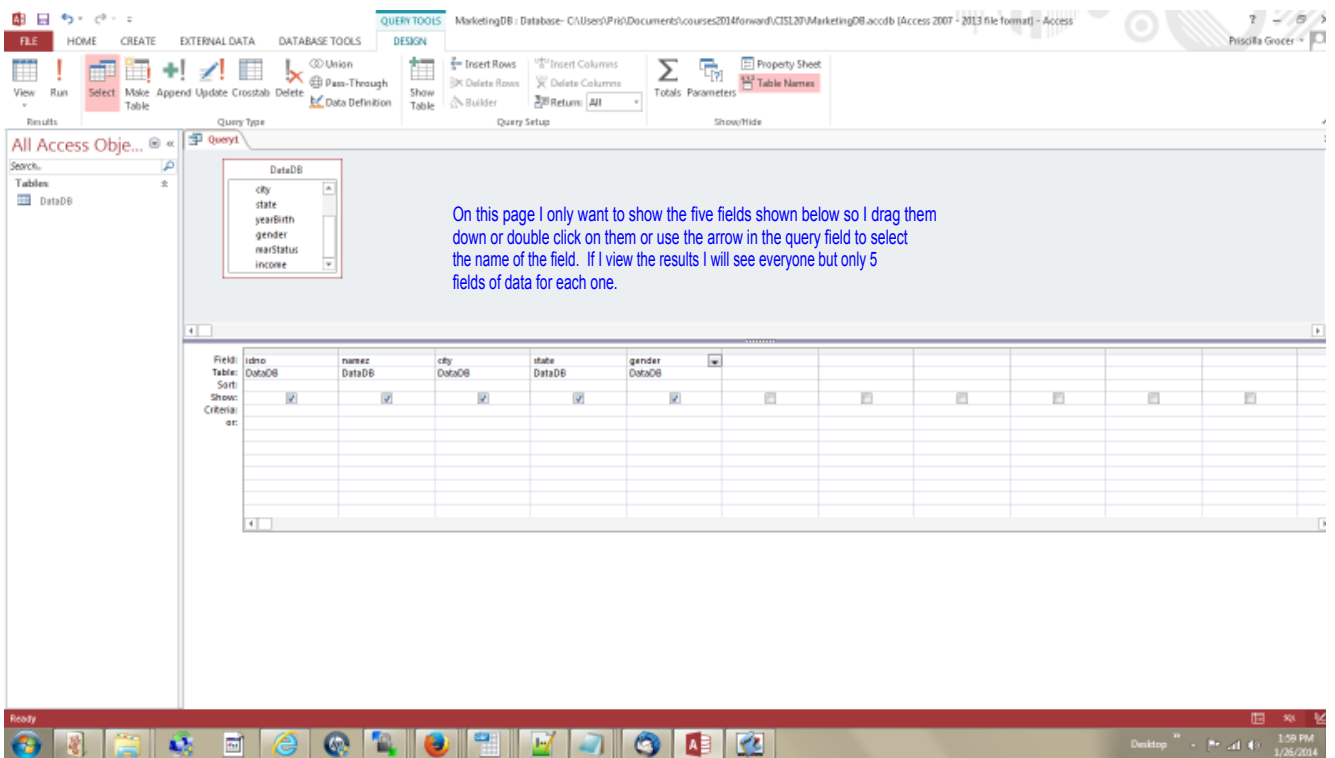 QUERY TOOLS MarketingDB : Database- C:\Users\Pris\Documents\courses2014forward\CIS120\MarketingDB.accdb (Access 2007 - 2013 file format) - Access
FILE HOME CREATE EXTERNAL DATA DATABASE TOOLS DESIGN Priscilla Grocer
View Run Select Make Table Append Update Crosstab Delete
Union
Pass-Through
Data Definition
Show Table
Insert Rows
Delete Rows
Builder
Insert Columns
Delete Columns
Return: All
Totals Parameters
Property Sheet
Table Names
Results Query Type Query Setup Show/Hide
All Access Obje...
Search..
Tables
DataDB
Query1
DataDB
city
state
yearBirth
gender
marStatus
income
On this page I only want to show the five fields shown below so I drag them
down or double click on them or use the arrow in the query field to select
the name of the field. If I view the results I will see everyone but only 5
fields of data for each one.
Field: idno namez city state gender
Table: DataDB DataDB DataDB DataDB DataDB
Sort:
Show:
Criteria:
or:
Ready SQL
Desktop 1:59 PM
1/26/2014